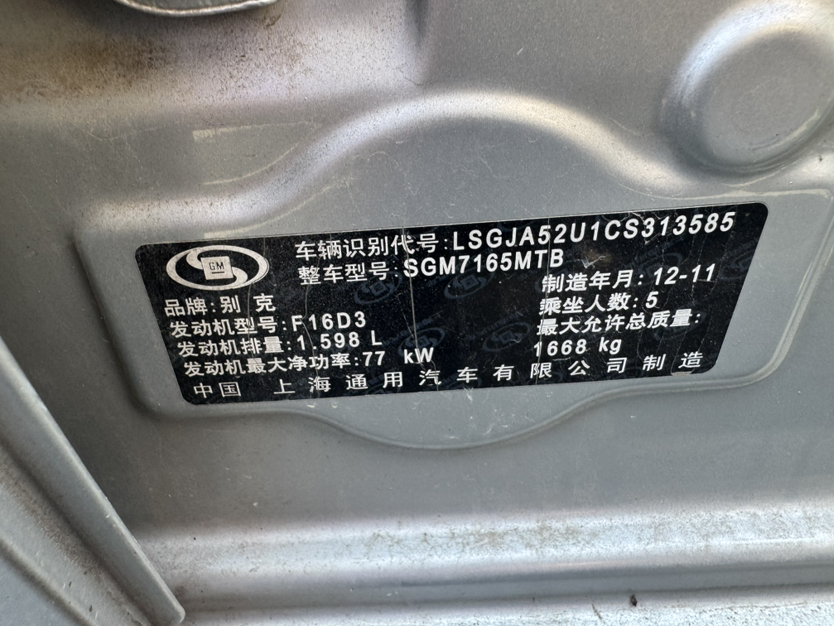 GM
车辆识别代号:LSGJA52U1CS313585
整车型号:SGM7165MTB
品牌:别克
制造年月:12-11
发动机型号:F16D3
乘坐人数:5
发动机排量:1.598 L
最大允许总质量:
发动机最大净功率:77 kW
1668 kg
中国 上海通用汽车有限公司制造